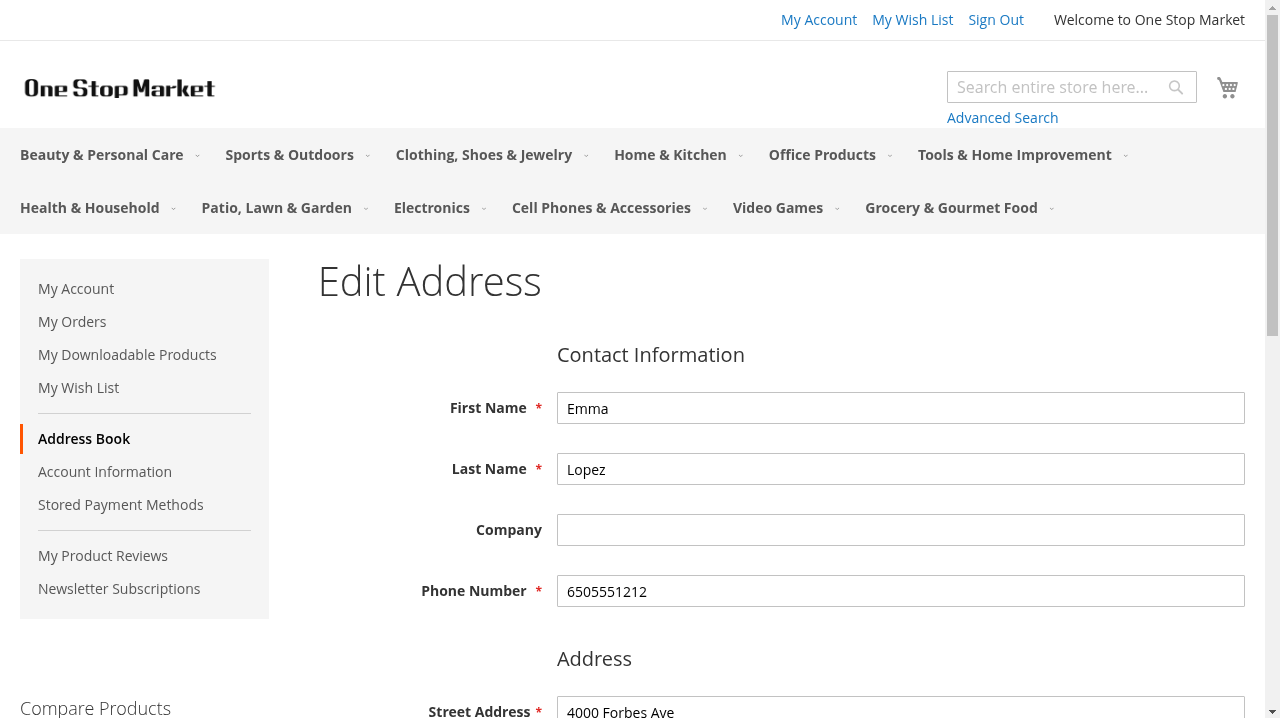 My Account My Wish List Sign Out Welcome to One Stop Market
One Stop Market
Search entire store here...
Advanced Search
Beauty & Personal Care Sports & Outdoors Clothing, Shoes & Jewelry Home & Kitchen Office Products Tools & Home Improvement
Health & Household Patio, Lawn & Garden Electronics Cell Phones & Accessories Video Games Grocery & Gourmet Food
My Account
My Orders
My Downloadable Products
My Wish List
Address Book
Account Information
Stored Payment Methods
My Product Reviews
Newsletter Subscriptions
Compare Products
Edit Address
Contact Information
First Name * Emma
Last Name * Lopez
Company
Phone Number * 6505551212
Address
Street Address * 4000 Forbes Ave